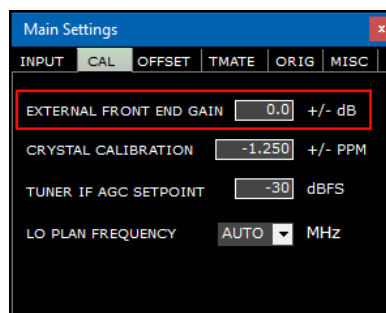 Main Settings x
INPUT CAL OFFSET TMATE ORIG MISC
EXTERNAL FRONT END GAIN 0.0 +/- dB
CRYSTAL CALIBRATION -1.250 +/- PPM
TUNER IF AGC SETPOINT -30 dBFS
LO PLAN FREQUENCY AUTO MHz